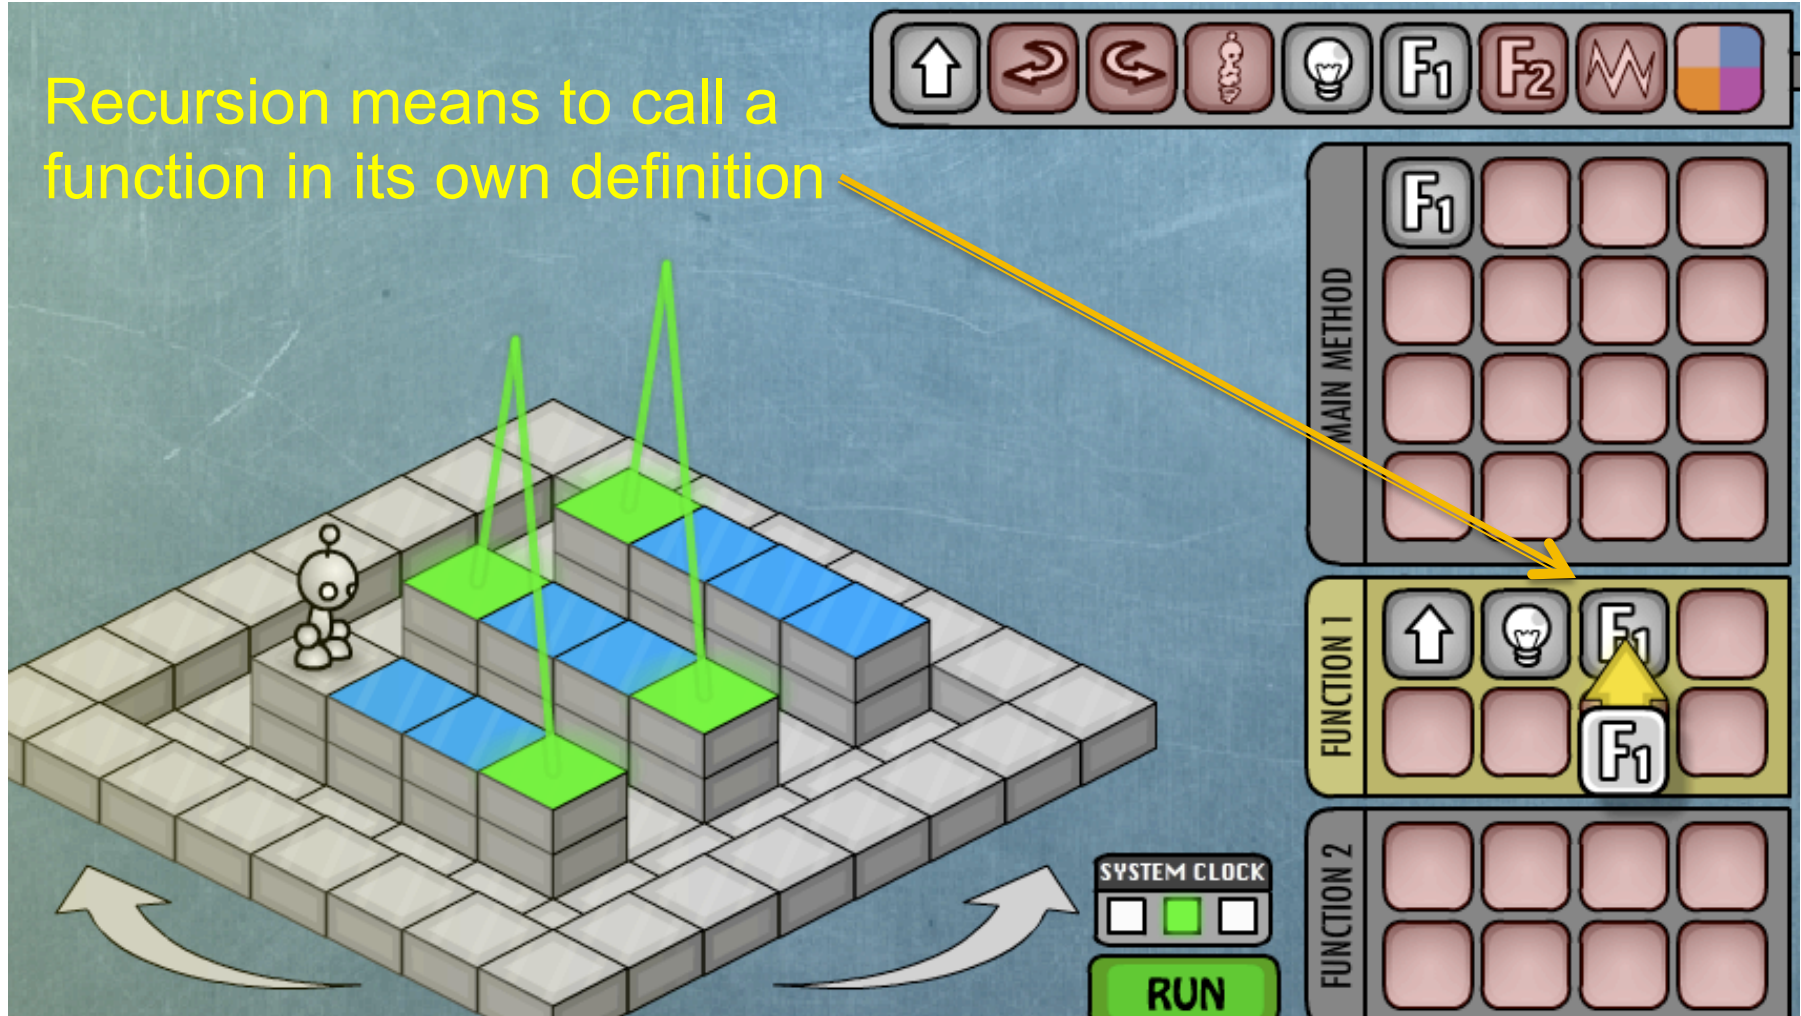 Recursion means to call a
function in its own definition
F1
F2
MAIN METHOD
F1
FUNCTION 1
F1
F1
FUNCTION 2
SYSTEM CLOCK
RUN